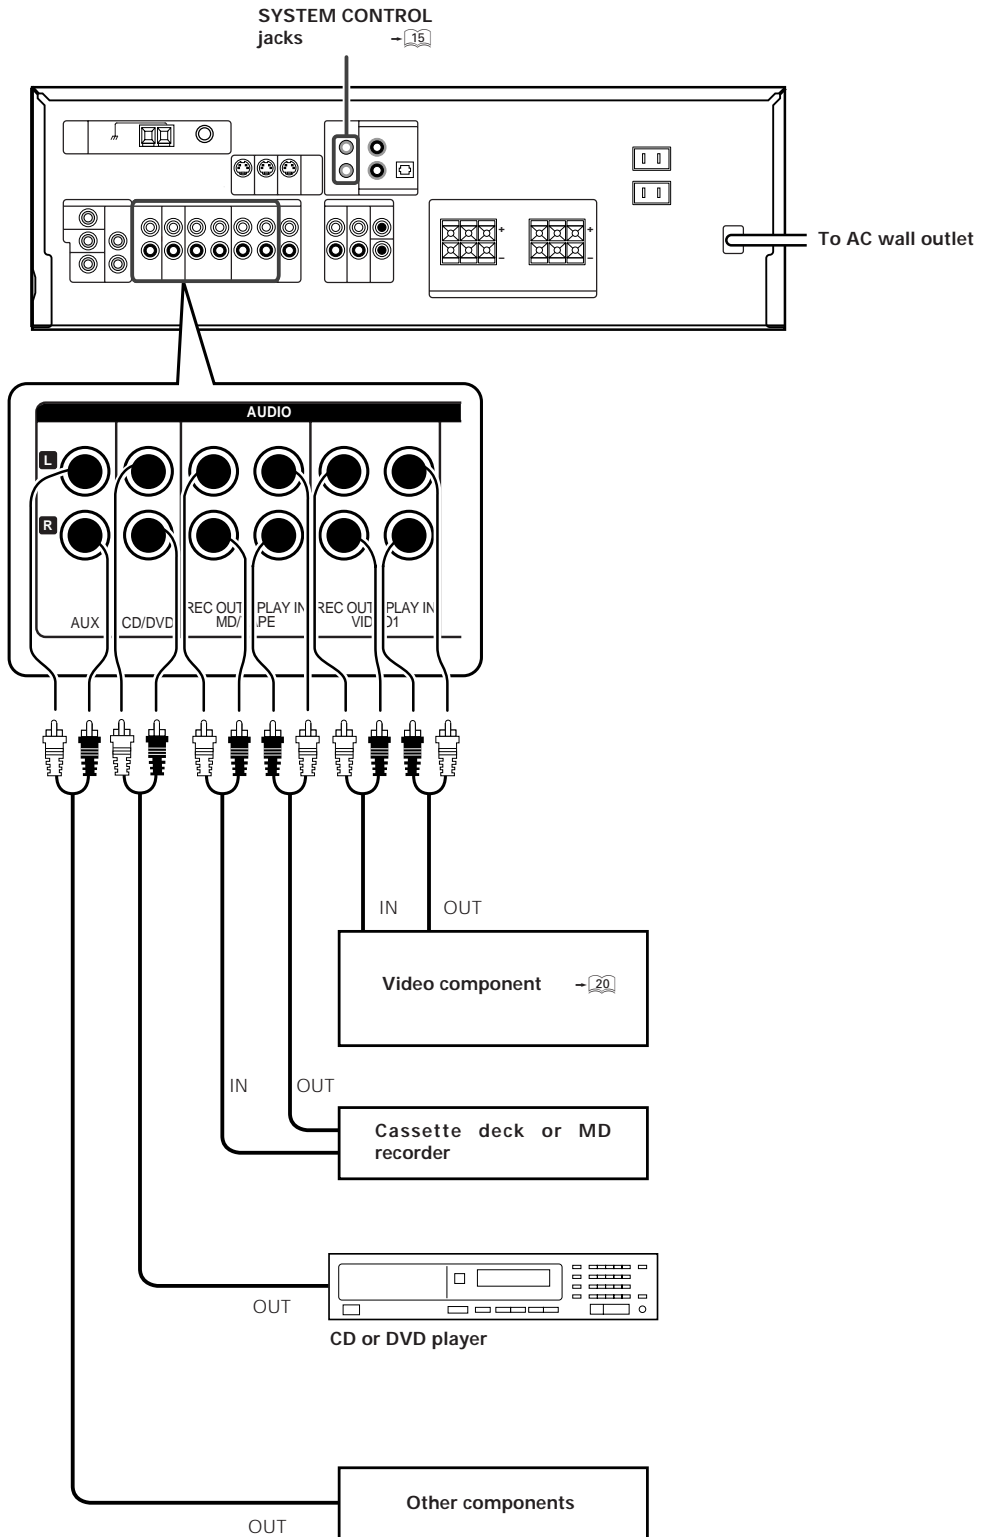 SYSTEM CONTROL
jacks → 15
+ +
– –
To AC wall outlet
AUDIO
L
R
REC OUT PLAY IN REC OUT PLAY IN
AUX CD/DVD MD/ PE VID O1
IN OUT
Video component → 20
IN OUT
Cassette deck or MD
recorder
OUT
CD or DVD player
Other components
OUT